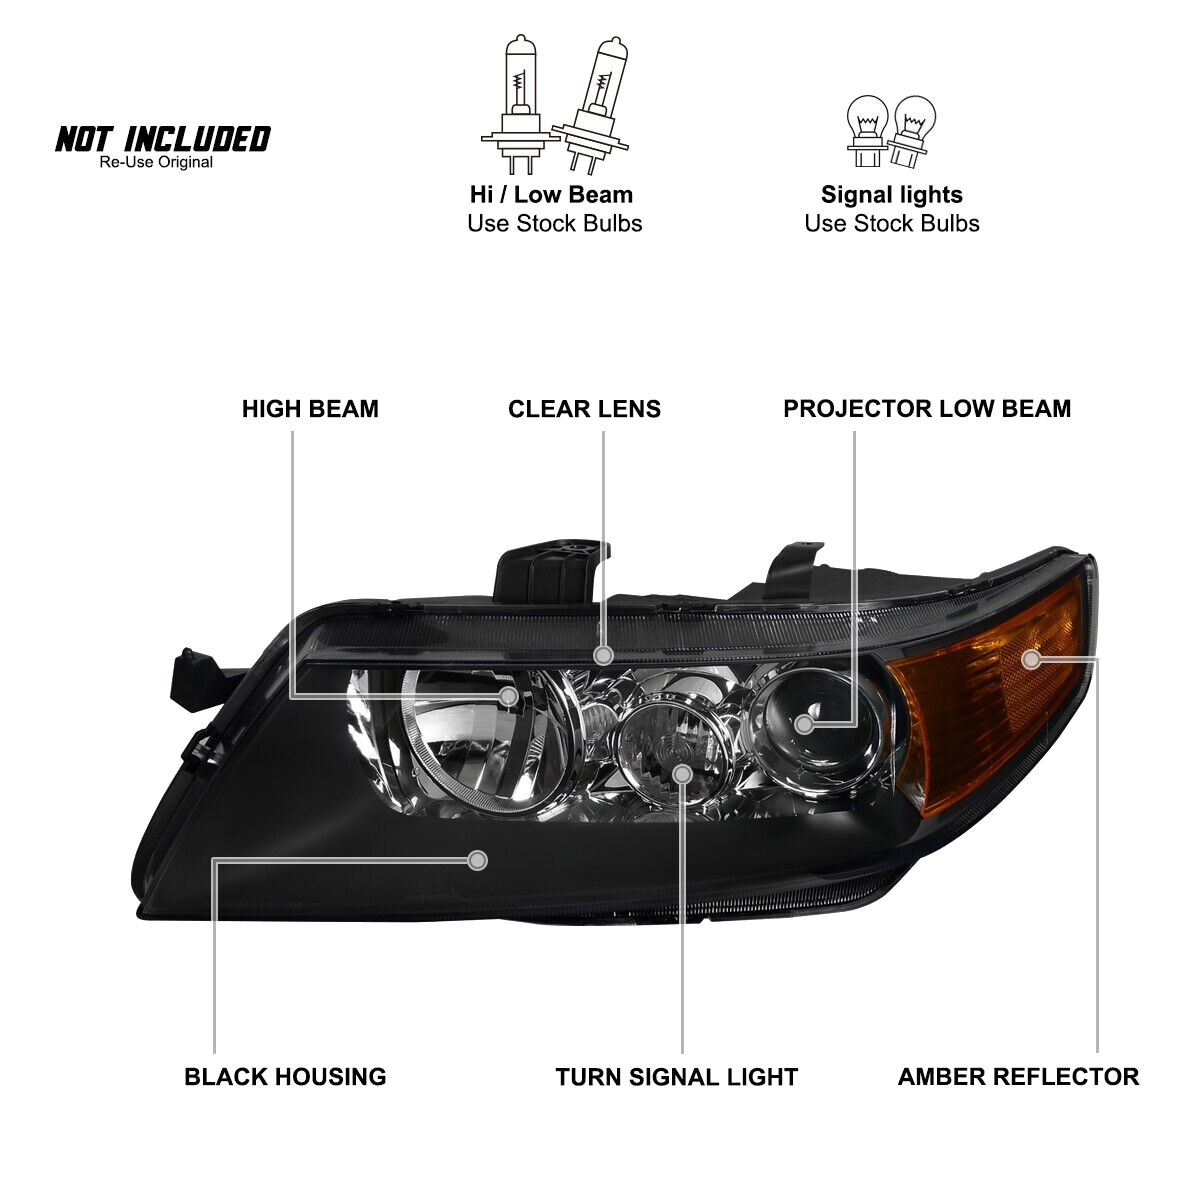 NOT INCLUDED
Re-Use Original
Hi / Low Beam
Use Stock Bulbs
Signal lights
Use Stock Bulbs
HIGH BEAM
CLEAR LENS
PROJECTOR LOW BEAM
BLACK HOUSING
TURN SIGNAL LIGHT
AMBER REFLECTOR